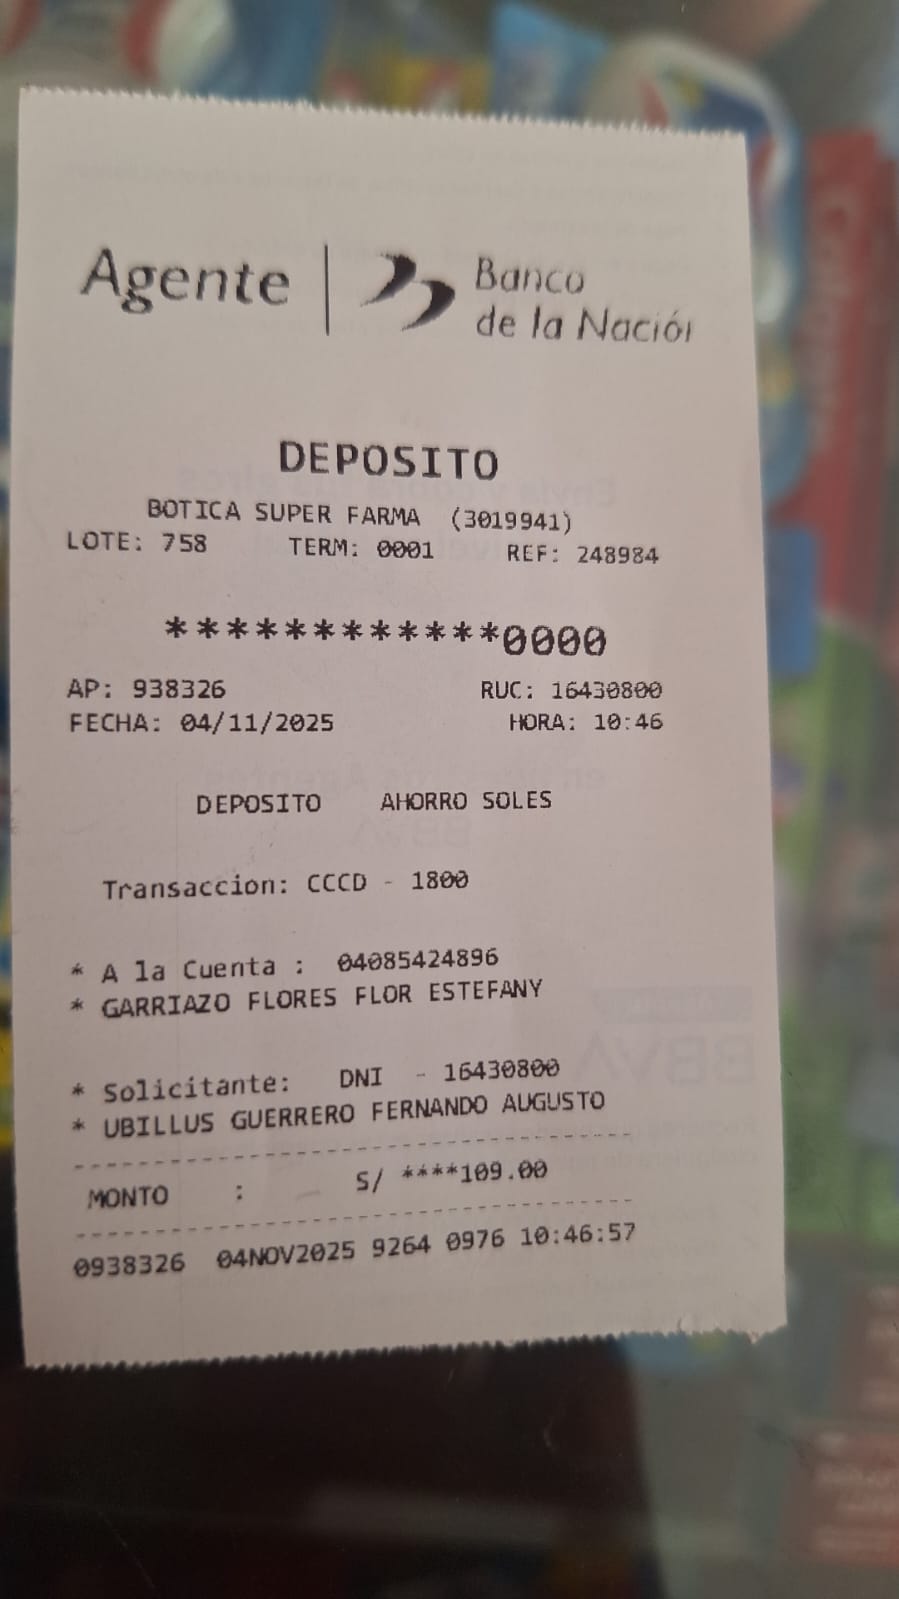 Agente | Banco
de la Nación
DEPOSITO
BOTICA SUPER FARMA (3019941)
LOTE: 758 TERM: 0001 REF: 248984
************0000
AP: 938326 RUC: 16430800
FECHA: 04/11/2025 HORA: 10:46
DEPOSITO AHORRO SOLES
Transaccion: CCCD - 1800
* A la Cuenta : 04085424896
* GARRIAZO FLORES FLOR ESTEFANY
* Solicitante: DNI - 16430800
* UBILLUS GUERRERO FERNANDO AUGUSTO
MONTO : S/ ****109.00
0938326 04NOV2025 9264 0976 10:46:57